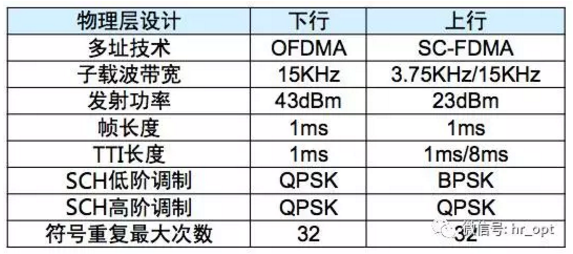 物理层设计 下行 上行
多址技术 OFDMA SC-FDMA
子载波带宽 15KHz 3.75KHz/15KHz
发射功率 43dBm 23dBm
帧长度 1ms 1ms
TTI长度 1ms 1ms/8ms
SCH低阶调制 QPSK BPSK
SCH高阶调制 QPSK QPSK
符号重复最大次数 32 32
微信号: hr_opt